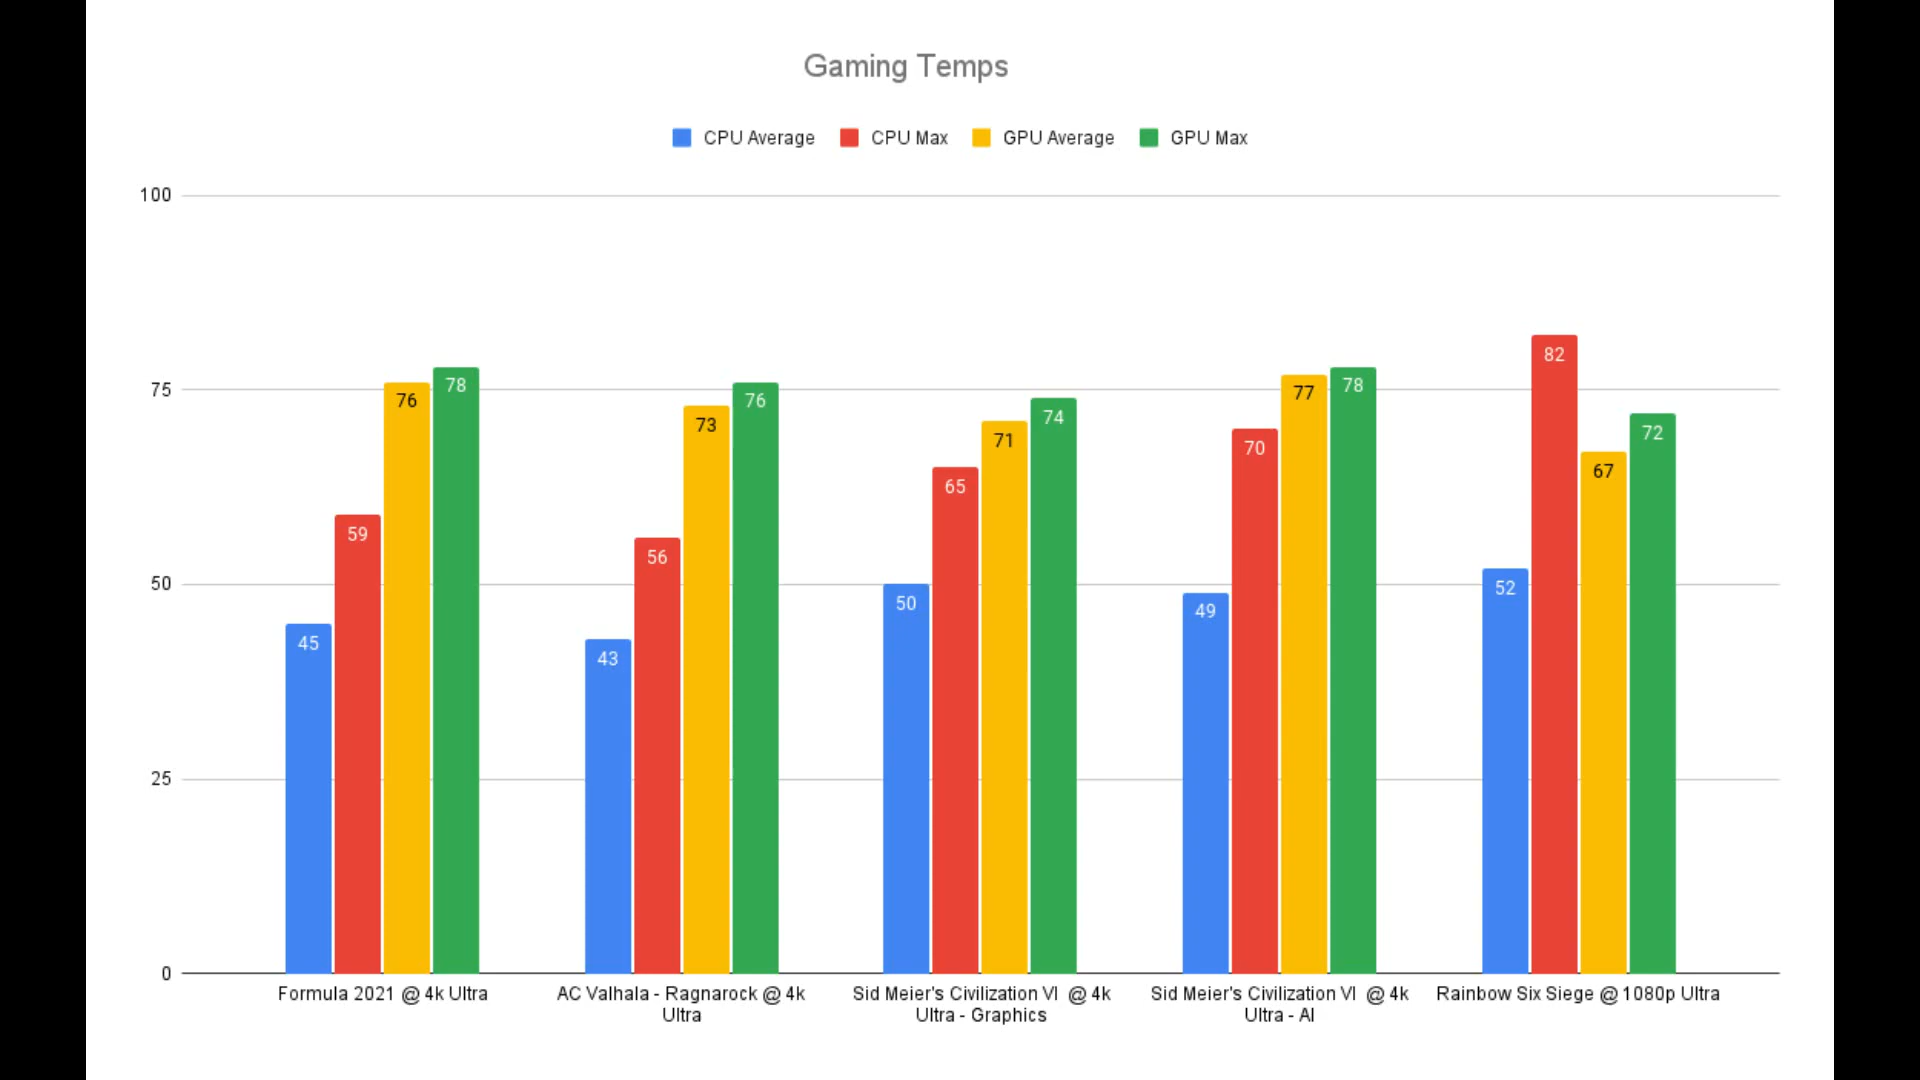 Gaming Temps
CPU Average CPU Max GPU Average GPU Max
100
75
50
25
0
45 59 76 78
43 56 73 76
50 65 71 74
49 70 77 78
52 82 67 72
Formula 2021 @ 4k Ultra
AC Valhala - Ragnarock @ 4k
Ultra
Sid Meier's Civilization VI @ 4k
Ultra - Graphics
Sid Meier's Civilization VI @ 4k
Ultra - AI
Rainbow Six Siege @ 1080p Ultra